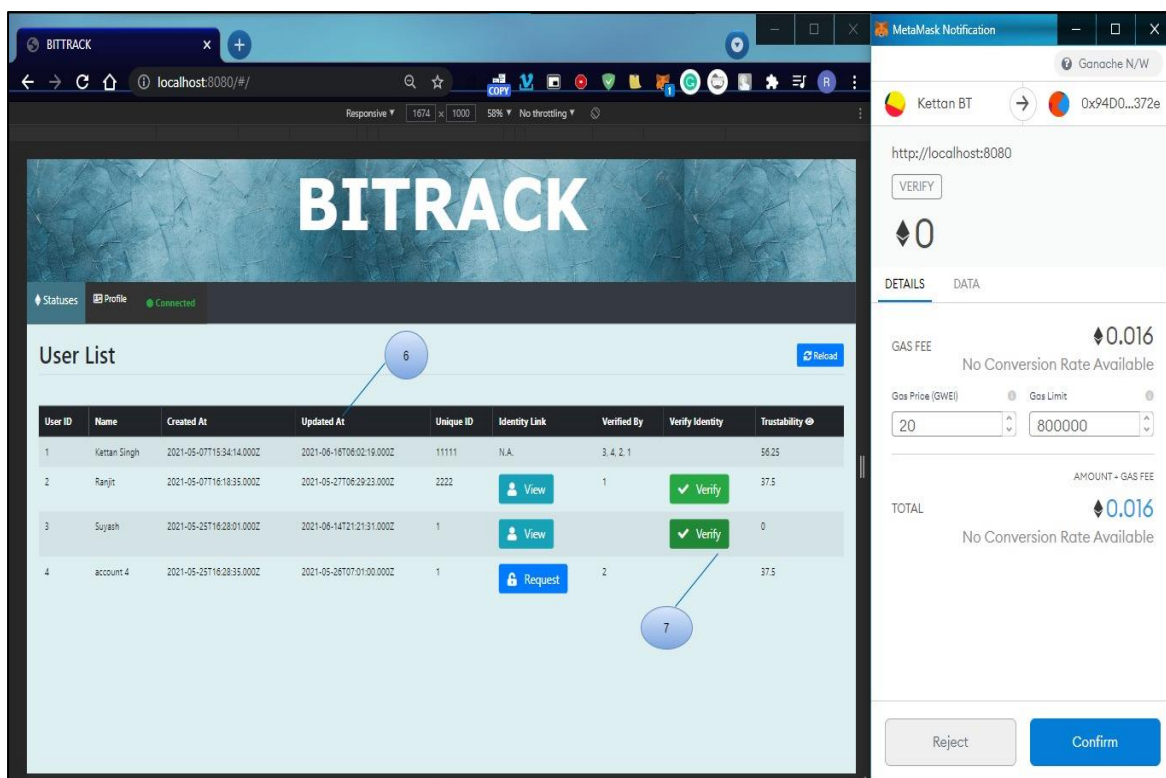 BITTRACK
localhost:8080/#/
COPY
1
R
Responsive ▼ 1674 × 1000 58% ▼ No throttling ▼
BITRACK
Statuses Profile Connected
User List
6
Reload
User ID Name Created At Updated At Unique ID Identity Link Verified By Verify Identity Trustability
1 Kettan Singh 2021-05-07T15:34:14.000Z 2021-06-16T06:02:19.000Z 11111 N.A. 3, 4, 2, 1 56.25
2 Ranjit 2021-05-07T16:18:35.000Z 2021-05-27T06:29:23.000Z 2222 View 1 Verify 37.5
3 Suyash 2021-05-25T16:28:01.000Z 2021-06-14T21:21:31.000Z 1 View Verify 0
4 account 4 2021-05-25T16:28:35.000Z 2021-05-26T07:01:00.000Z 1 Request 2 37.5
7
MetaMask Notification
Ganache N/W
Kettan BT 0x94D0...372e
http://localhost:8080
VERIFY
0
DETAILS DATA
GAS FEE 0.016
No Conversion Rate Available
Gas Price (GWEI) Gas Limit
20 800000
AMOUNT + GAS FEE
TOTAL 0.016
No Conversion Rate Available
Reject Confirm